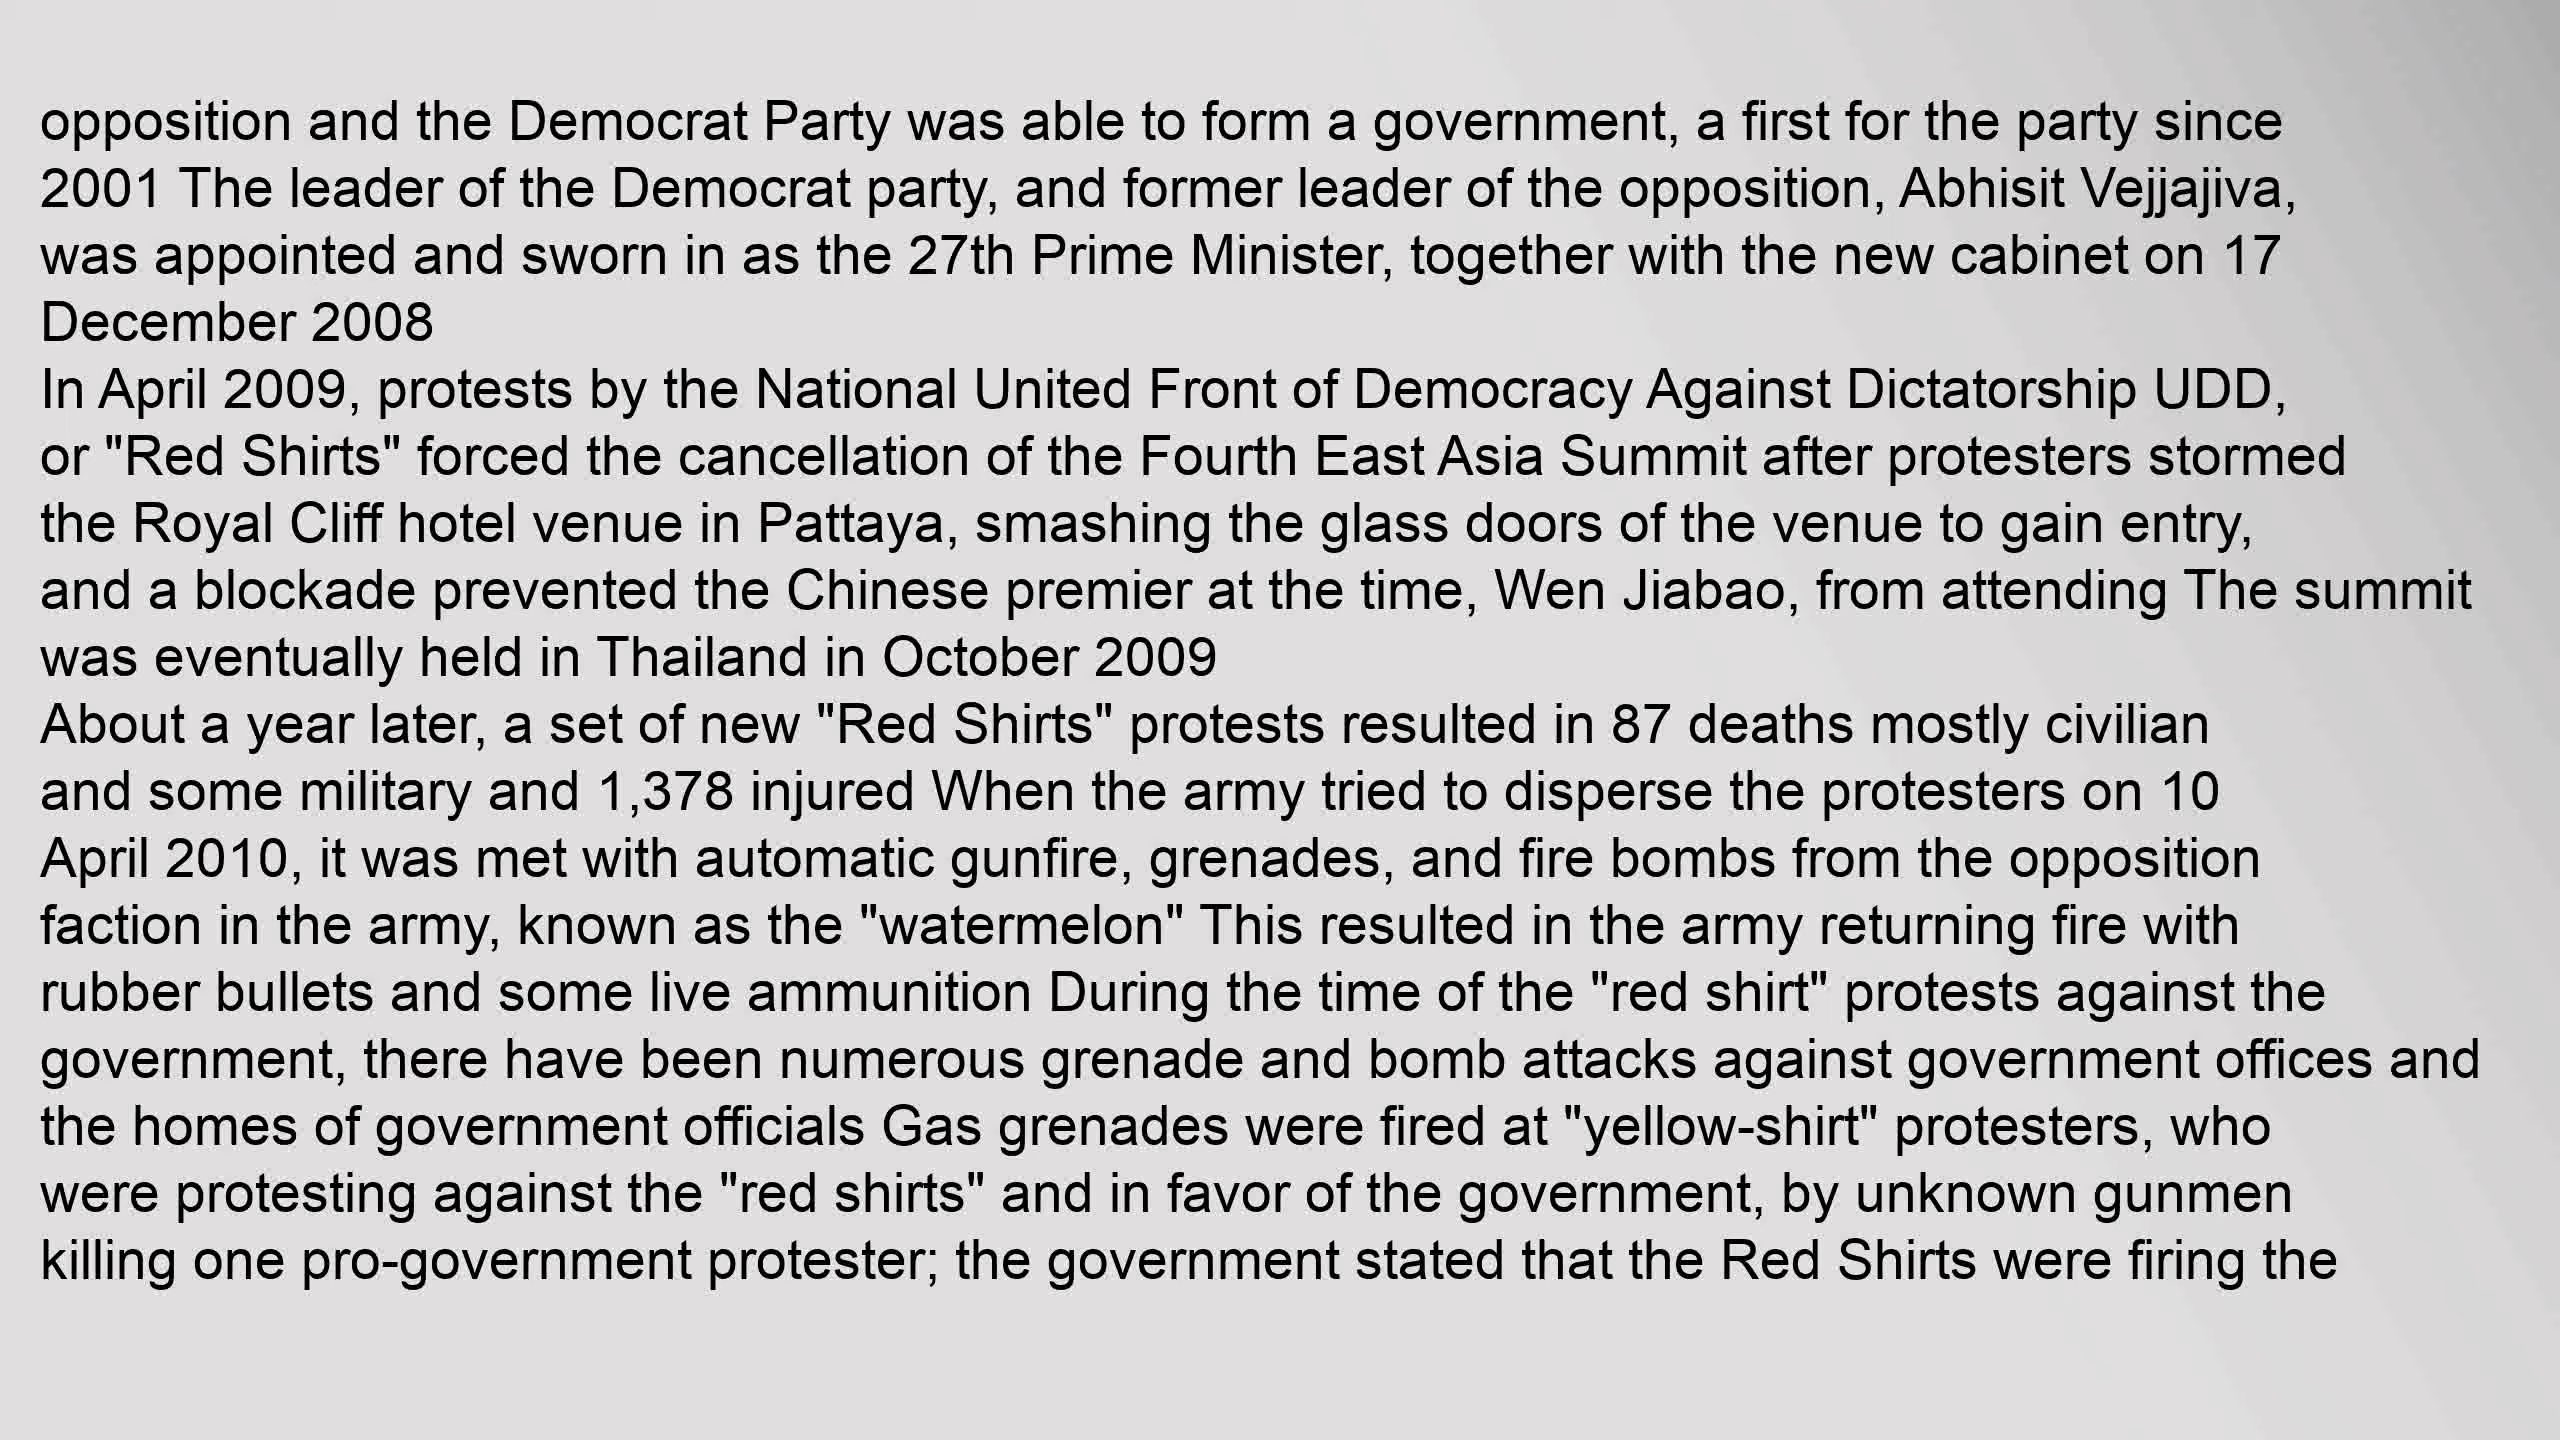 opposition and the Democrat Party was able to form a government, a first for the party since
2001 The leader of the Democrat party, and former leader of the opposition, Abhisit Vejjajiva,
was appointed and sworn in as the 27th Prime Minister, together with the new cabinet on 17
December 2008
In April 2009, protests by the National United Front of Democracy Against Dictatorship UDD,
or "Red Shirts" forced the cancellation of the Fourth East Asia Summit after protesters stormed
the Royal Cliff hotel venue in Pattaya, smashing the glass doors of the venue to gain entry,
and a blockade prevented the Chinese premier at the time, Wen Jiabao, from attending The summit
was eventually held in Thailand in October 2009
About a year later, a set of new "Red Shirts" protests resulted in 87 deaths mostly civilian
and some military and 1,378 injured When the army tried to disperse the protesters on 10
April 2010, it was met with automatic gunfire, grenades, and fire bombs from the opposition
faction in the army, known as the "watermelon" This resulted in the army returning fire with
rubber bullets and some live ammunition During the time of the "red shirt" protests against the
government, there have been numerous grenade and bomb attacks against government offices and
the homes of government officials Gas grenades were fired at "yellow-shirt" protesters, who
were protesting against the "red shirts" and in favor of the government, by unknown gunmen
killing one pro-government protester; the government stated that the Red Shirts were firing the